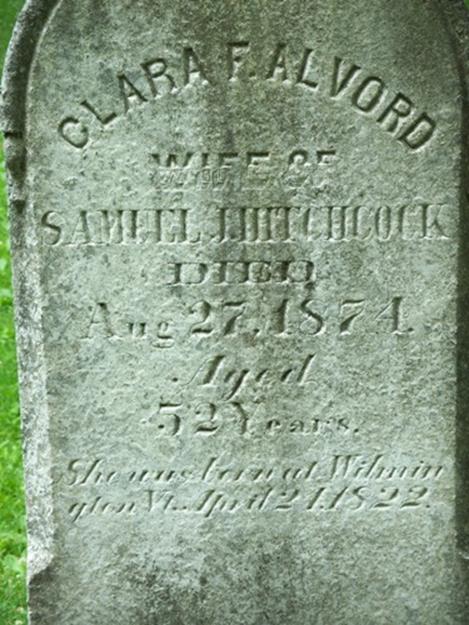 CLARA F. ALVORD
WIFE OF
SAMUEL J. HITCHCOCK
DIED
Aug 27, 1874.
Aged
52 Years.
She was born at Wilmin
gton Vt. April 21. 1822.